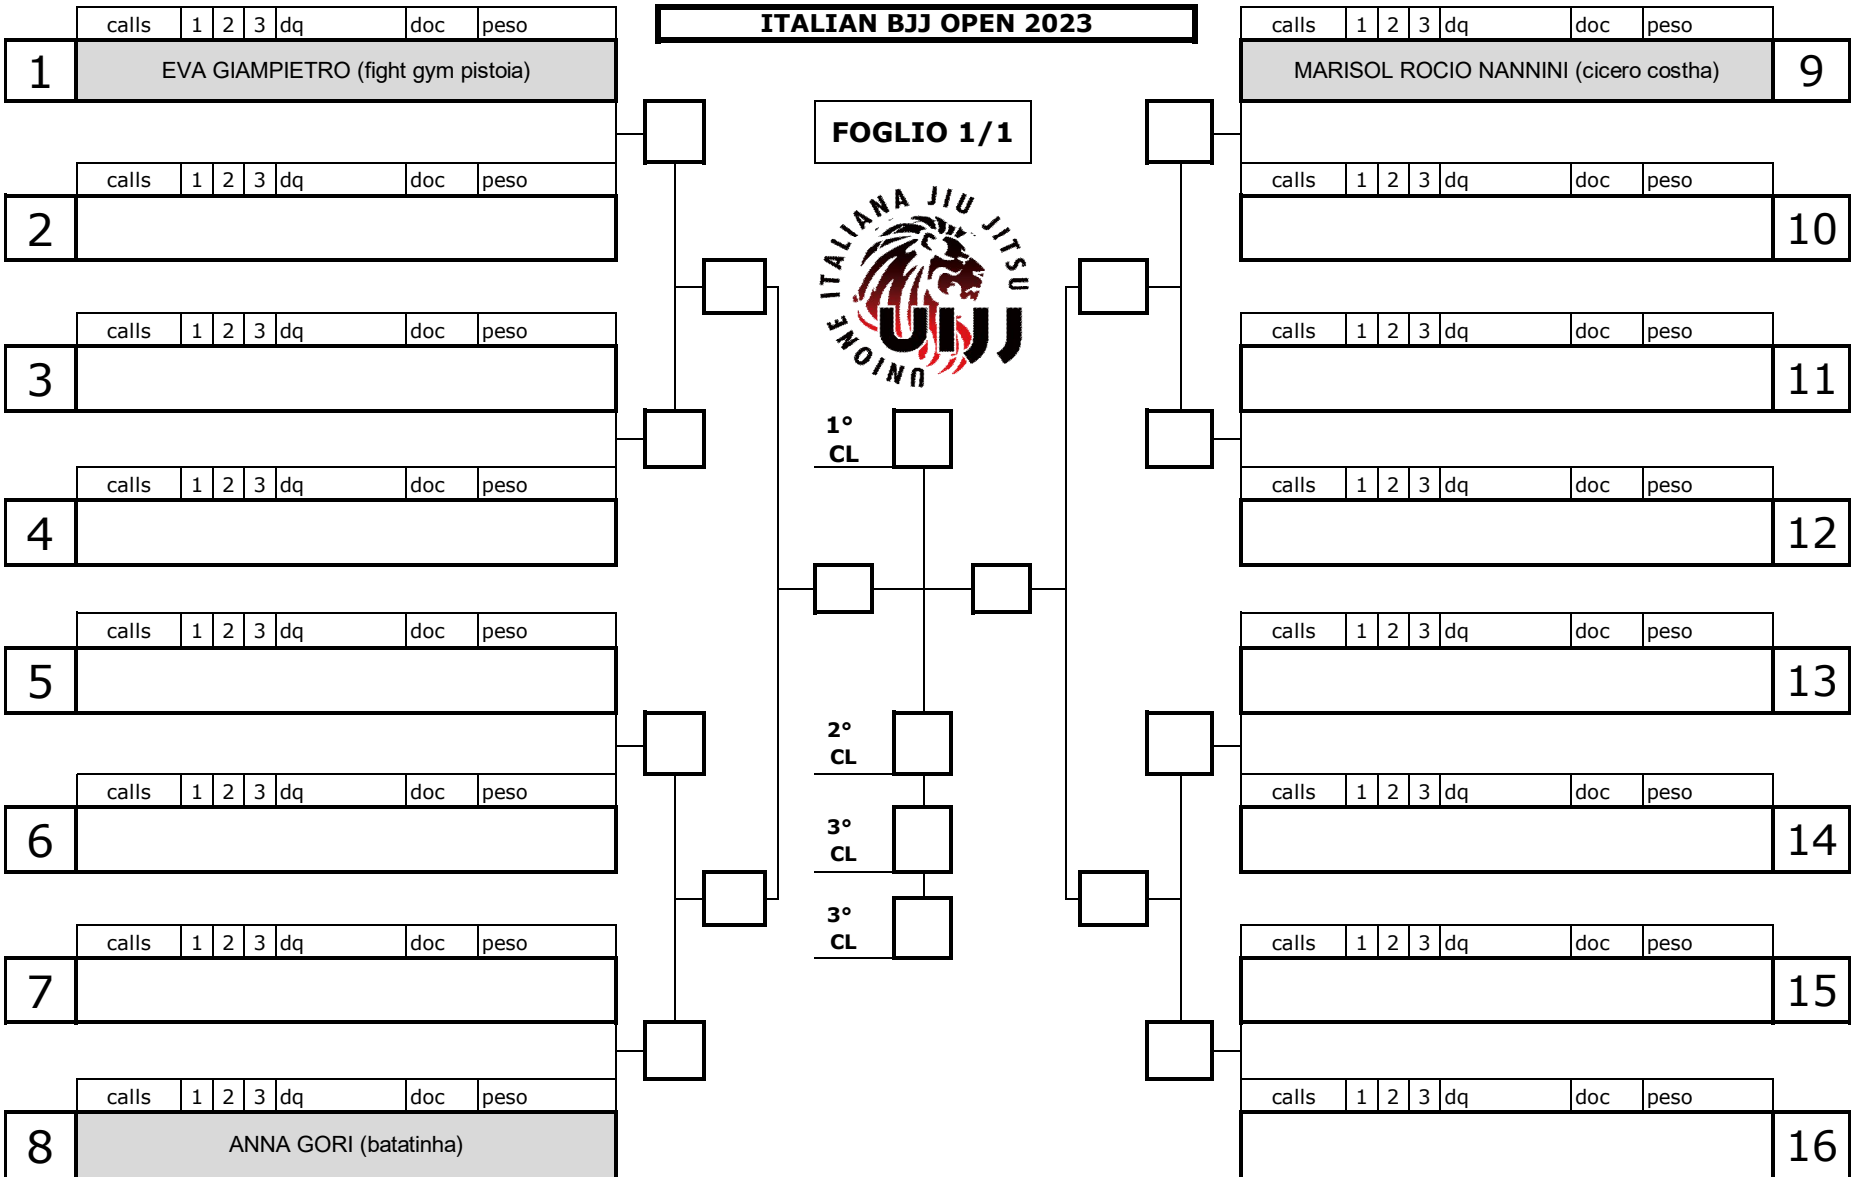 calls 1 2 3 dq doc peso
1 EVA GIAMPIETRO (fight gym pistoia)
calls 1 2 3 dq doc peso
2
calls 1 2 3 dq doc peso
3
calls 1 2 3 dq doc peso
4
calls 1 2 3 dq doc peso
5
calls 1 2 3 dq doc peso
6
calls 1 2 3 dq doc peso
7
calls 1 2 3 dq doc peso
8 ANNA GORI (batatinha)
ITALIAN BJJ OPEN 2023
FOGLIO 1/1
UNIONE ITALIANA JIU JITSU
UIJJ
1°
CL
2°
CL
3°
CL
3°
CL
calls 1 2 3 dq doc peso
MARISOL ROCIO NANNINI (cicero costha) 9
calls 1 2 3 dq doc peso
10
calls 1 2 3 dq doc peso
11
calls 1 2 3 dq doc peso
12
calls 1 2 3 dq doc peso
13
calls 1 2 3 dq doc peso
14
calls 1 2 3 dq doc peso
15
calls 1 2 3 dq doc peso
16